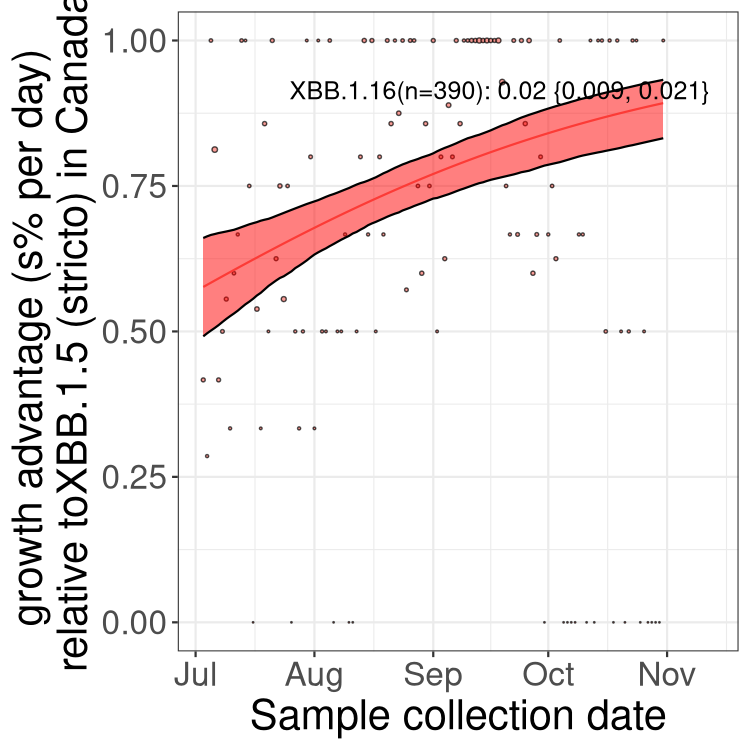 growth advantage (s% per day)
relative toXBB.1.5 (stricto) in Canada
1.00
0.75
0.50
0.25
0.00
XBB.1.16(n=390): 0.02 {0.009, 0.021}
Jul Aug Sep Oct Nov
Sample collection date